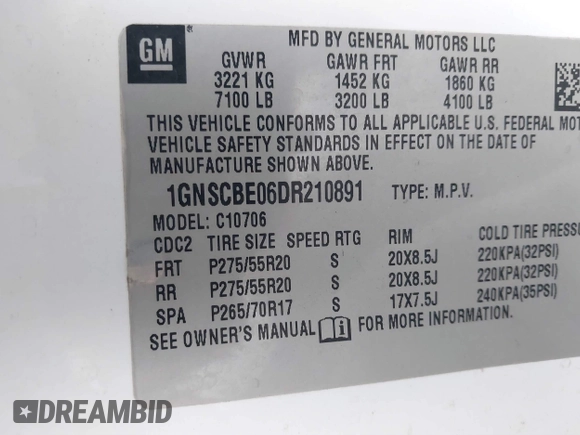 GM
MFD BY GENERAL MOTORS LLC
GVWR GAWR FRT GAWR RR
3221 KG 1452 KG 1860 KG
7100 LB 3200 LB 4100 LB
THIS VEHICLE CONFORMS TO ALL APPLICABLE U.S. FEDERAL MOT
VEHICLE SAFETY STANDARDS IN EFFECT ON THE DATE OF
MANUFACTURE SHOWN ABOVE.
1GNSCBE06DR210891 TYPE: M.P.V.
MODEL: C10706
CDC2 TIRE SIZE SPEED RTG RIM COLD TIRE PRESSU
FRT P275/55R20 S 20X8.5J 220KPA(32PSI)
RR P275/55R20 S 20X8.5J 220KPA(32PSI)
SPA P265/70R17 S 17X7.5J 240KPA(35PSI)
SEE OWNER'S MANUAL FOR MORE INFORMATION.
DREAMBID